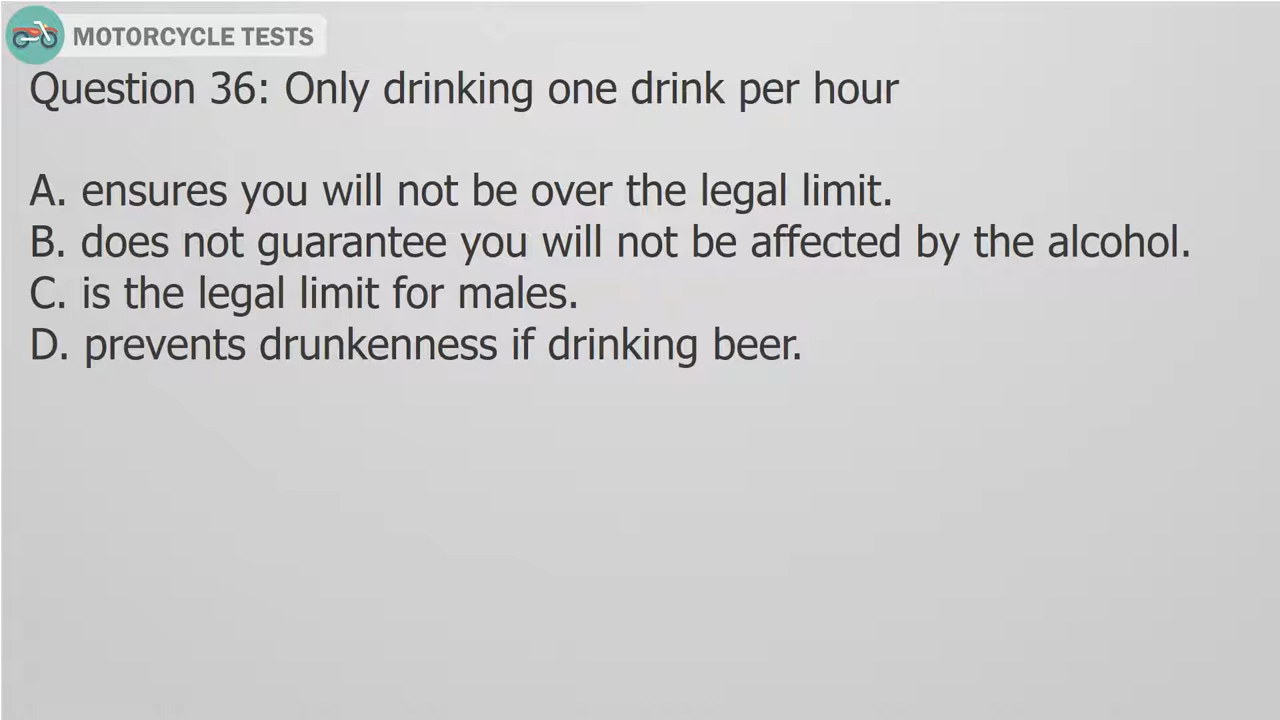 MOTORCYCLE TESTS
Question 36: Only drinking one drink per hour
A. ensures you will not be over the legal limit.
B. does not guarantee you will not be affected by the alcohol.
C. is the legal limit for males.
D. prevents drunkenness if drinking beer.